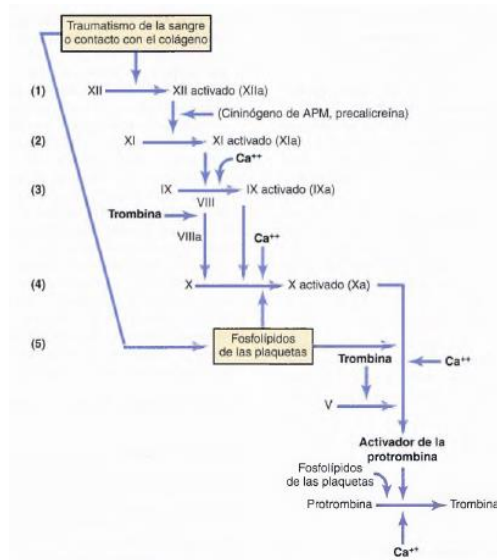 Traumatismo de la sangre
o contacto con el colágeno
(1) XII XII activado (XIIa)
(Cininógeno de APM, precalicreína)
(2) XI XI activado (XIa)
Ca++
(3) IX IX activado (IXa)
VIII
Trombina
VIIIa
Ca++
(4) X X activado (Xa)
(5)
Fosfolípidos
de las plaquetas
Trombina
Ca++
V
Activador de la
protrombina
Fosfolípidos
de las plaquetas
Protrombina Trombina
Ca++